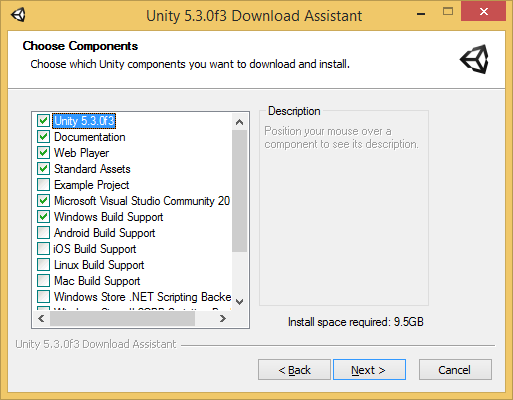 Unity 5.3.0f3 Download Assistant
Choose Components
Choose which Unity components you want to download and install.
Unity 5.3.0f3
Documentation
Web Player
Standard Assets
Example Project
Microsoft Visual Studio Community 20
Windows Build Support
Android Build Support
iOS Build Support
Linux Build Support
Mac Build Support
Windows Store .NET Scripting Backe
Description
Position your mouse over a
component to see its description.
Install space required: 9.5GB
Unity 5.3.0f3 Download Assistant
< Back
Next >
Cancel